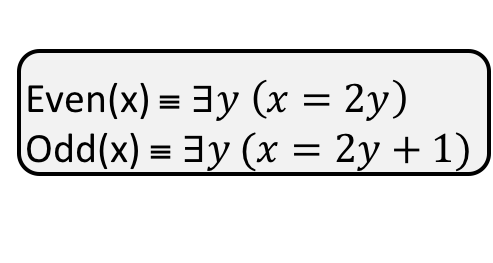 Even(x) ≡ ∃y (x = 2y)
Odd(x) ≡ ∃y (x = 2y + 1)